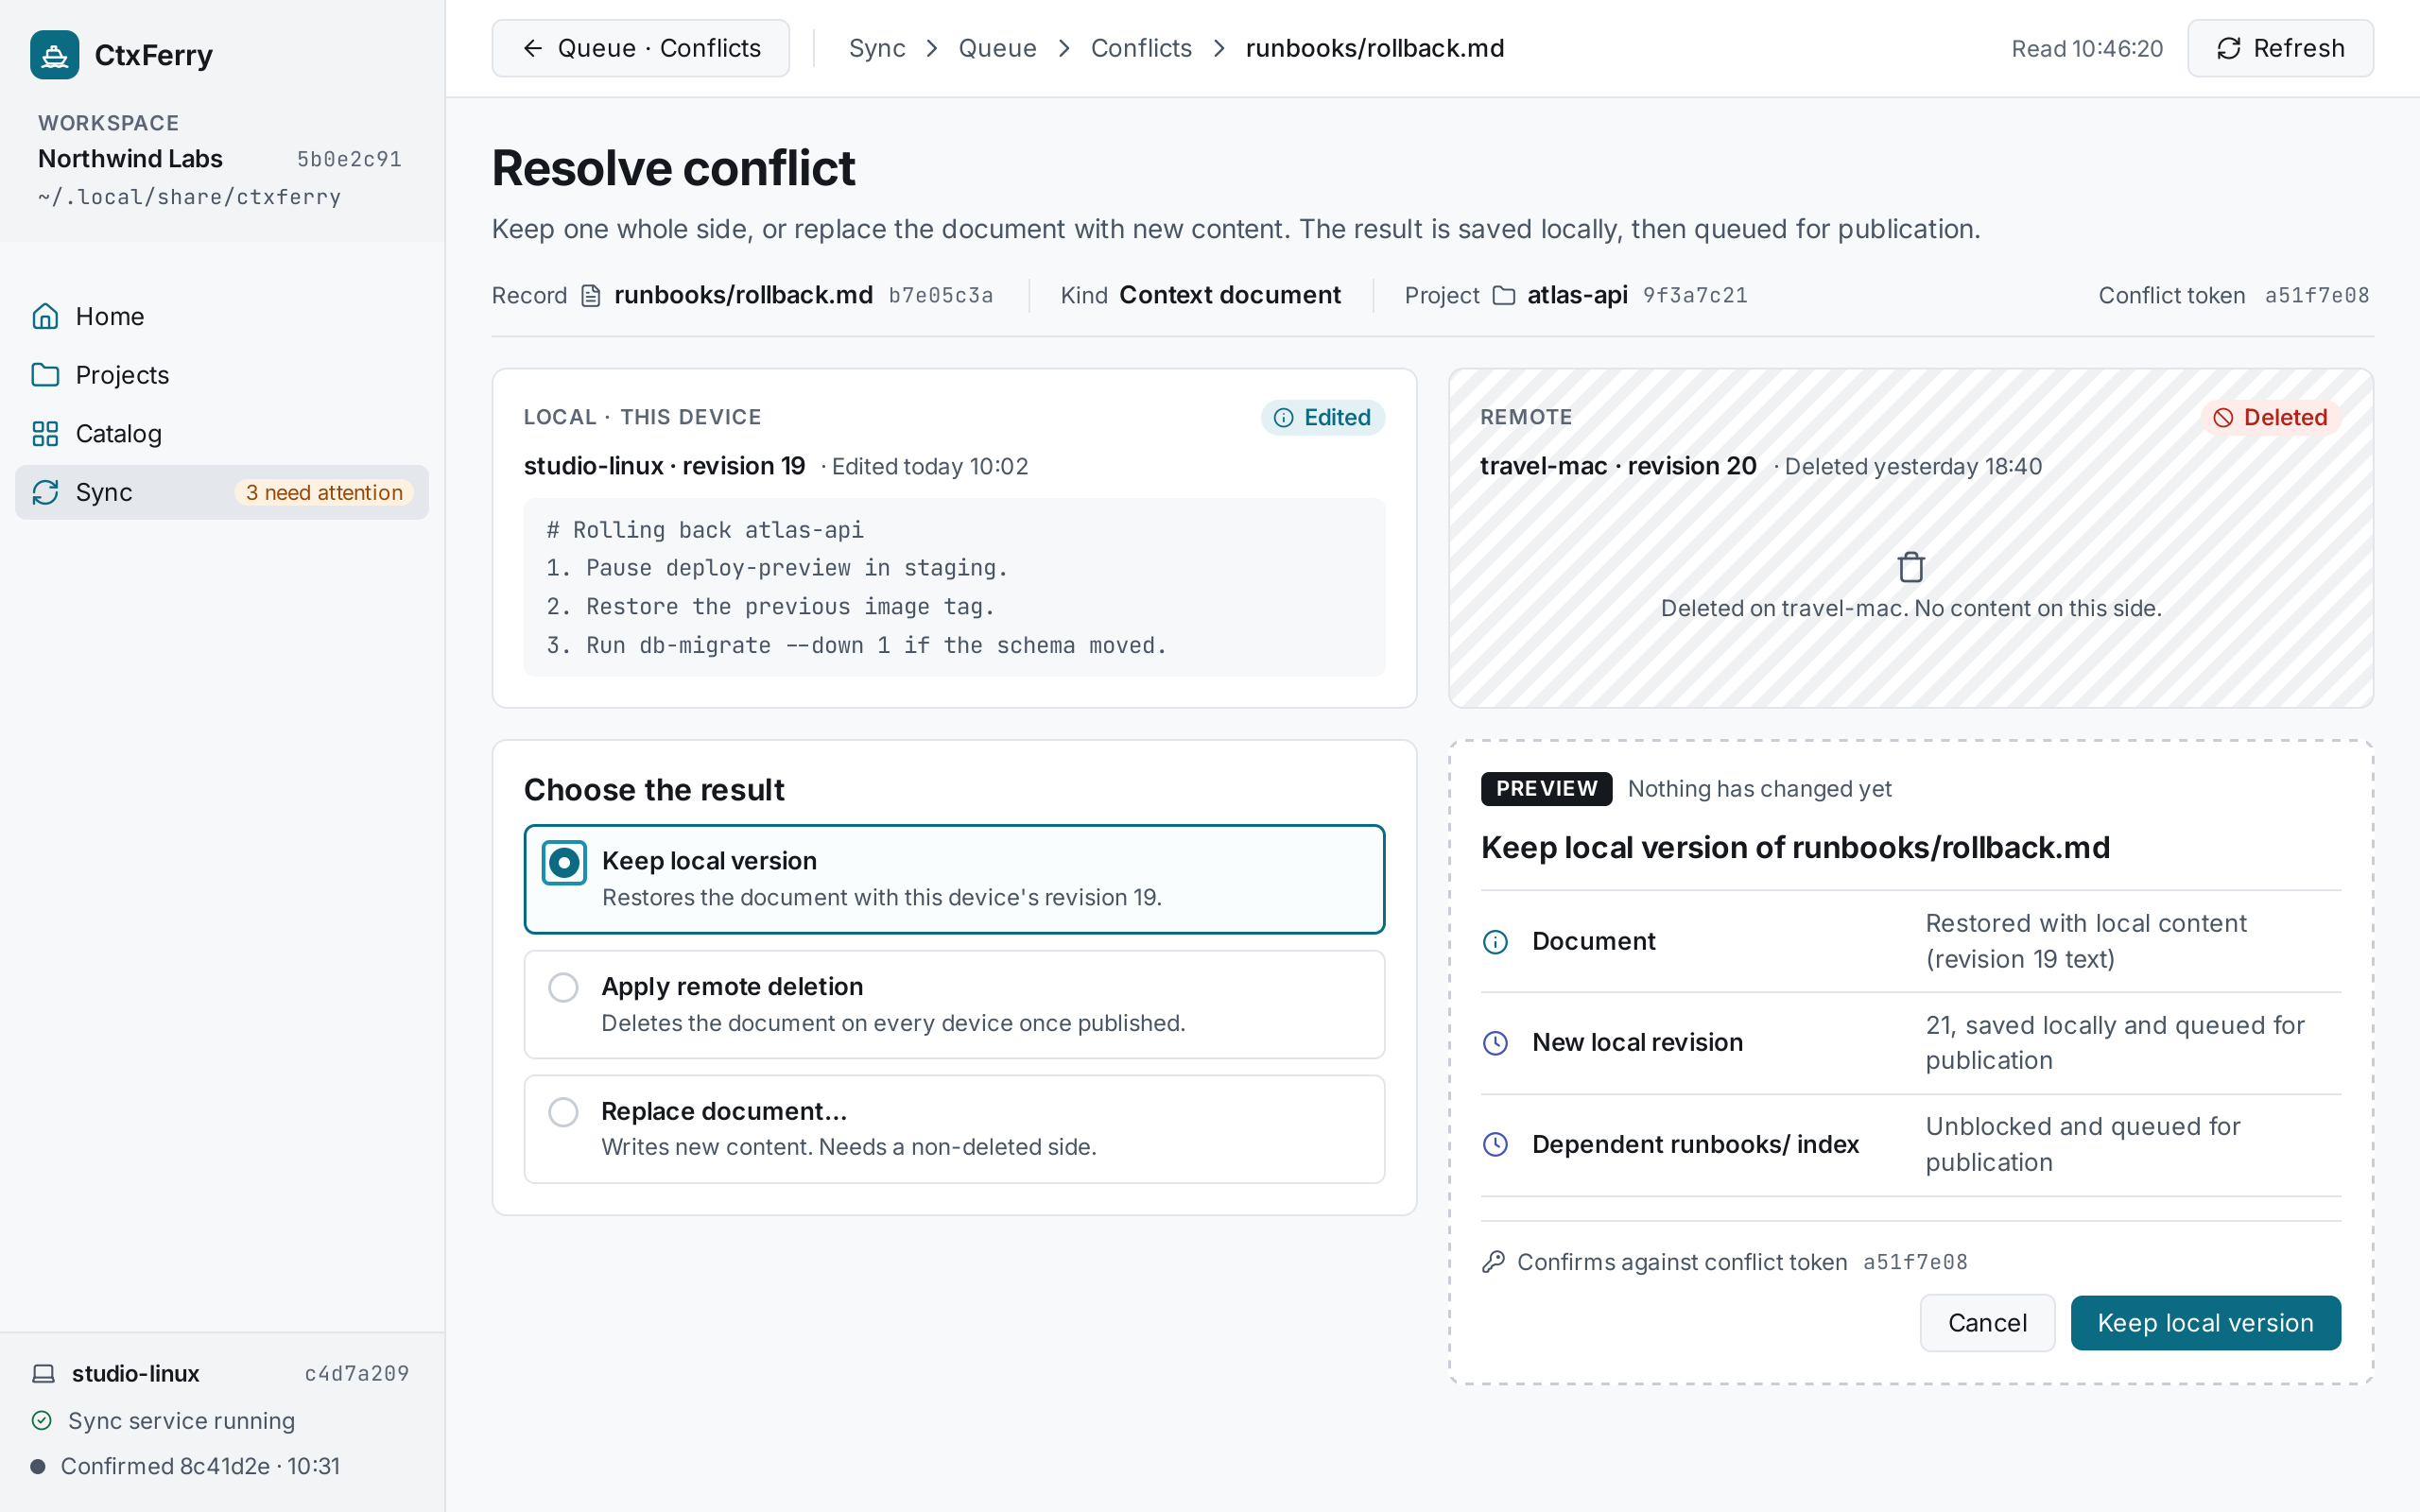 CtxFerry
WORKSPACE
Northwind Labs 5b0e2c91
~/.local/share/ctxferry
Home
Projects
Catalog
Sync 3 need attention
studio-linux c4d7a209
Sync service running
Confirmed 8c41d2e · 10:31
← Queue · Conflicts Sync > Queue > Conflicts > runbooks/rollback.md Read 10:46:20 Refresh
Resolve conflict
Keep one whole side, or replace the document with new content. The result is saved locally, then queued for publication.
Record runbooks/rollback.md b7e05c3a Kind Context document Project atlas-api 9f3a7c21 Conflict token a51f7e08
LOCAL · THIS DEVICE Edited
studio-linux · revision 19 · Edited today 10:02
# Rolling back atlas-api
1. Pause deploy-preview in staging.
2. Restore the previous image tag.
3. Run db-migrate --down 1 if the schema moved.
REMOTE Deleted
travel-mac · revision 20 · Deleted yesterday 18:40
Deleted on travel-mac. No content on this side.
Choose the result
Keep local version
Restores the document with this device's revision 19.
Apply remote deletion
Deletes the document on every device once published.
Replace document...
Writes new content. Needs a non-deleted side.
PREVIEW Nothing has changed yet
Keep local version of runbooks/rollback.md
Document Restored with local content
(revision 19 text)
New local revision 21, saved locally and queued for
publication
Dependent runbooks/ index Unblocked and queued for
publication
Confirms against conflict token a51f7e08
Cancel Keep local version